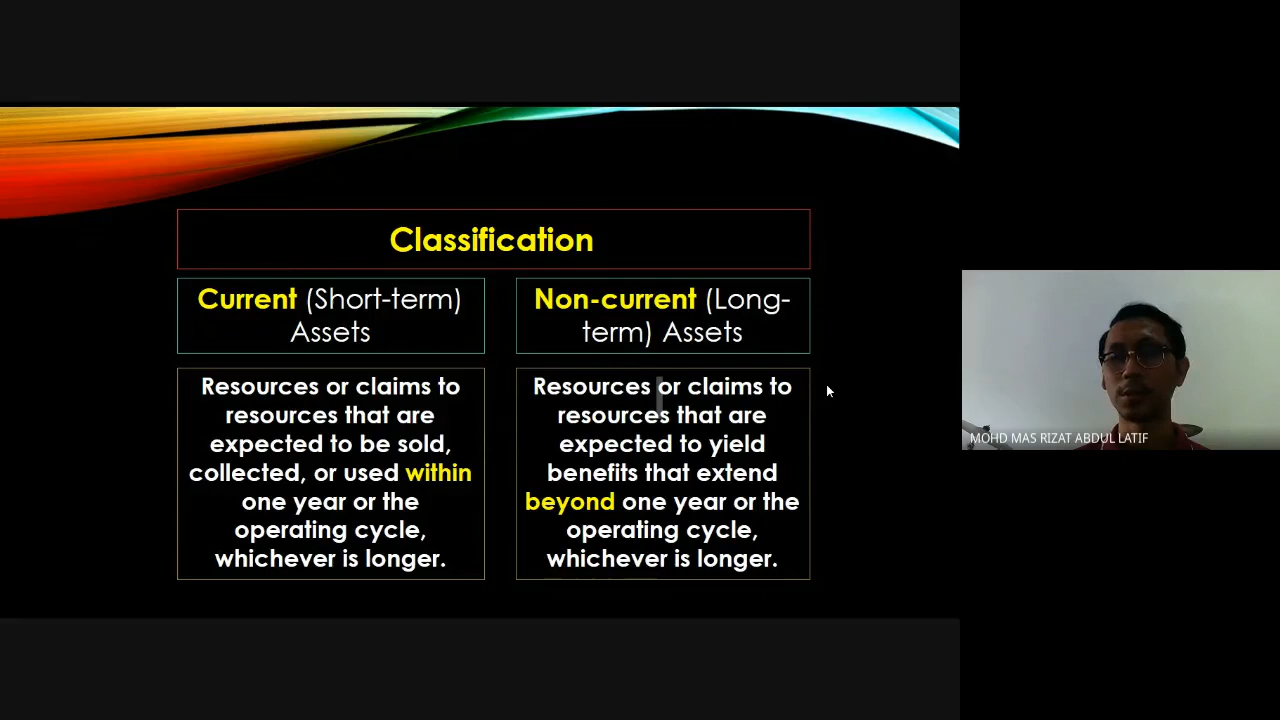 Classification
Current (Short-term)
Assets
Resources or claims to
resources that are
expected to be sold,
collected, or used within
one year or the
operating cycle,
whichever is longer.
Non-current (Long-
term) Assets
Resources or claims to
resources that are
expected to yield
benefits that extend
beyond one year or the
operating cycle,
whichever is longer.
MOHD MAS RIZAT ABDUL LATIF